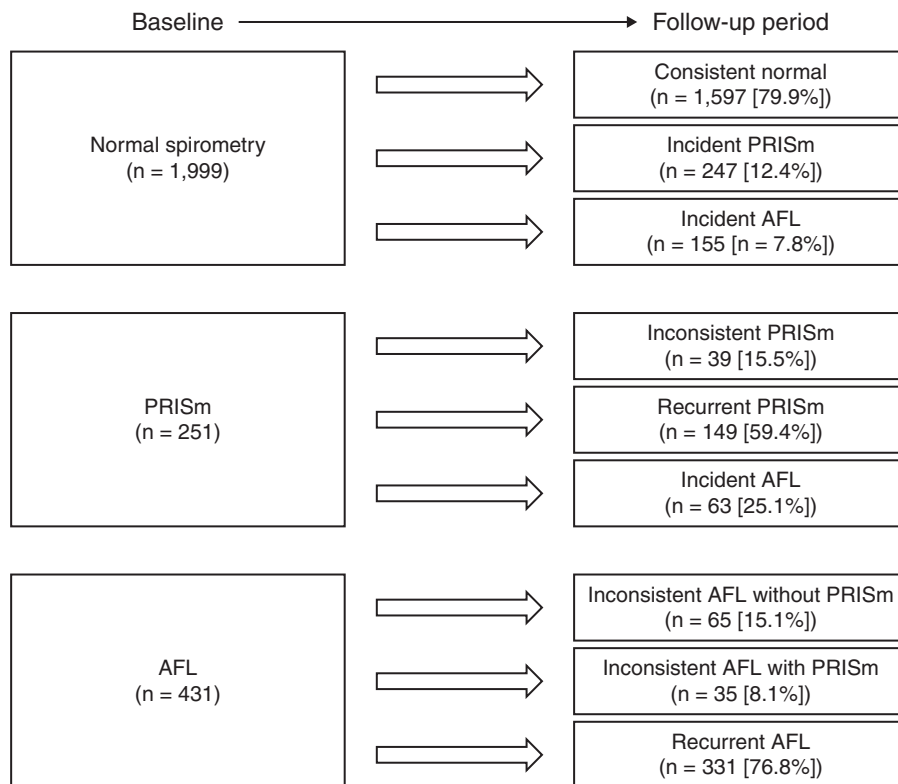 Baseline
Follow-up period
Normal spirometry
(n = 1,999)
Consistent normal
(n = 1,597 [79.9%])
Incident PRISm
(n = 247 [12.4%])
Incident AFL
(n = 155 [n = 7.8%])
PRISm
(n = 251)
Inconsistent PRISm
(n = 39 [15.5%])
Recurrent PRISm
(n = 149 [59.4%])
Incident AFL
(n = 63 [25.1%])
AFL
(n = 431)
Inconsistent AFL without PRISm
(n = 65 [15.1%])
Inconsistent AFL with PRISm
(n = 35 [8.1%])
Recurrent AFL
(n = 331 [76.8%])